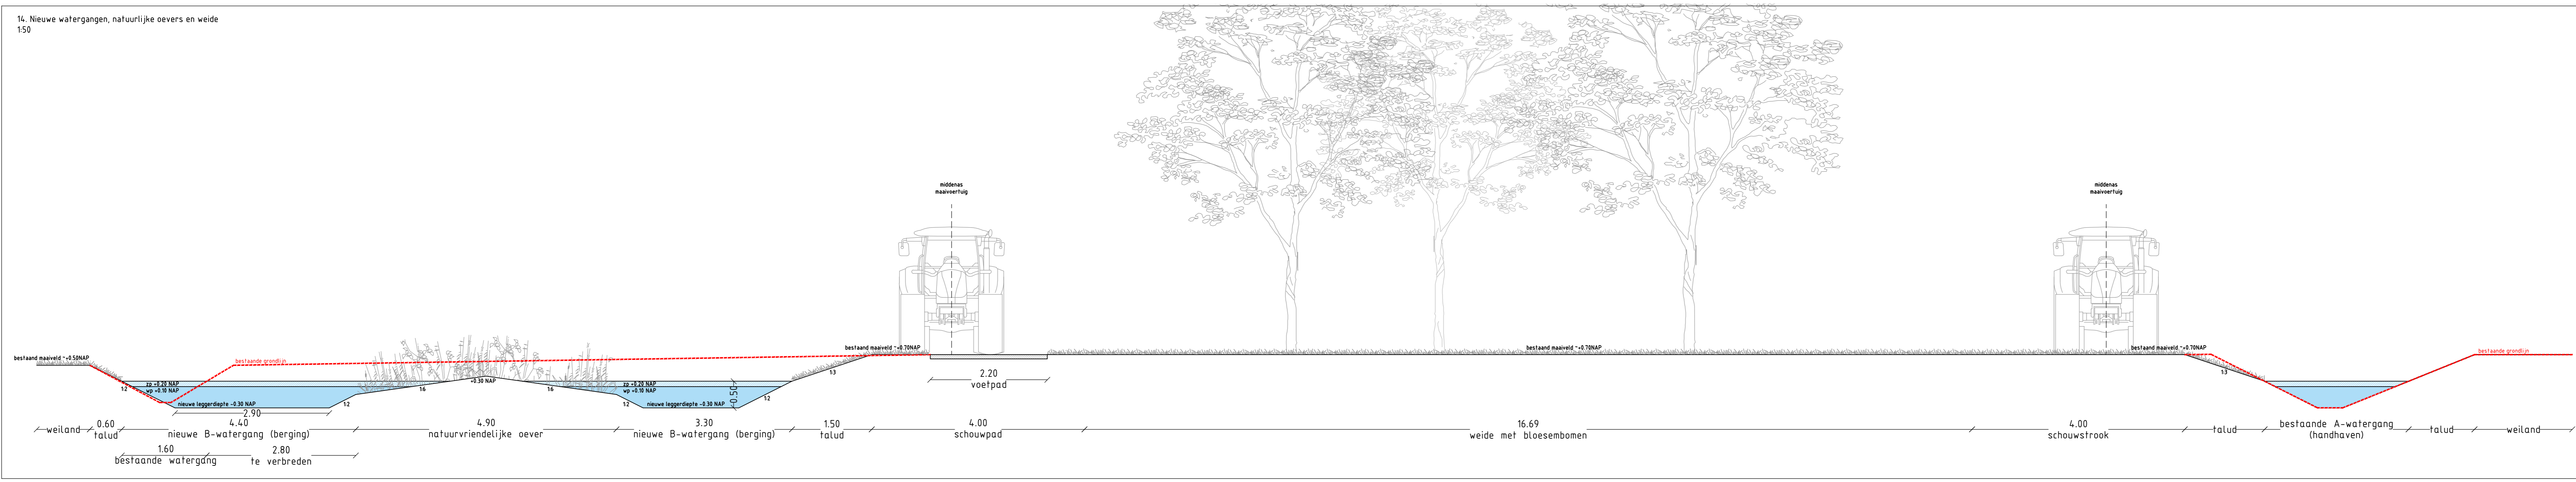 14. Nieuwe watergangen, natuurlijke oevers en weide
1:50
middenas
maaivoertuig
middenas
maaivoertuig
bestaand maaiveld ~+0.50NAP
bestaande grondlijn
bestaand maaiveld ~+0.70NAP
bestaand maaiveld ~+0.70NAP
bestaand maaiveld ~+0.70NAP
bestaande grondlijn
1:2
zp +0.20 NAP
wp +0.10 NAP
nieuwe leggerdiepte -0.30 NAP
2.90
1:2
1:6
+0.30 NAP
1:6
1:2
zp +0.20 NAP
wp +0.10 NAP
nieuwe leggerdiepte -0.30 NAP
0.50
1:2
1:3
2.20
voetpad
1:3
weiland
0.60
talud
4.40
nieuwe B-watergang (berging)
4.90
natuurvriendelijke oever
3.30
nieuwe B-watergang (berging)
1.50
talud
4.00
schouwpad
16.69
weide met bloesembomen
4.00
schouwstrook
talud
bestaande A-watergang
(handhaven)
talud
weiland
1.60
bestaande watergang
2.80
te verbreden